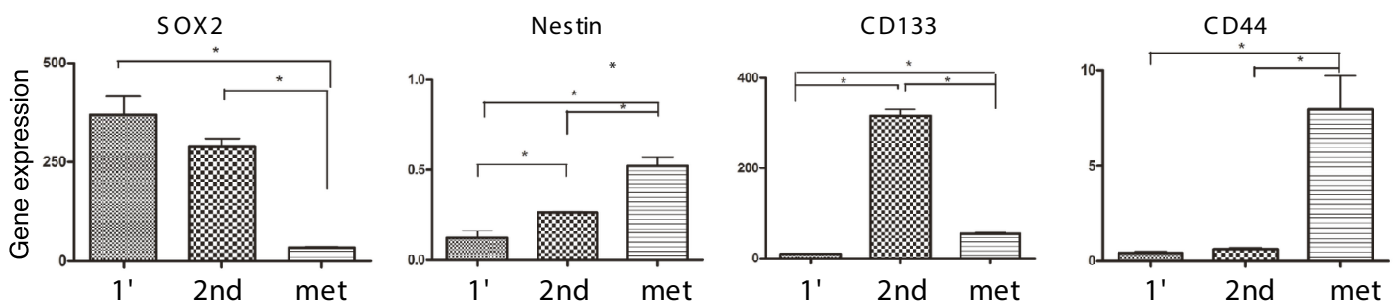 SOX2
Nestin
CD133
CD44
Gene expression
500
250
0
*
*
1'
2nd
met
1.0
0.5
0.0
*
*
*
*
1'
2nd
met
400
200
0
*
*
*
1'
2nd
met
10
5
0
*
*
1'
2nd
met